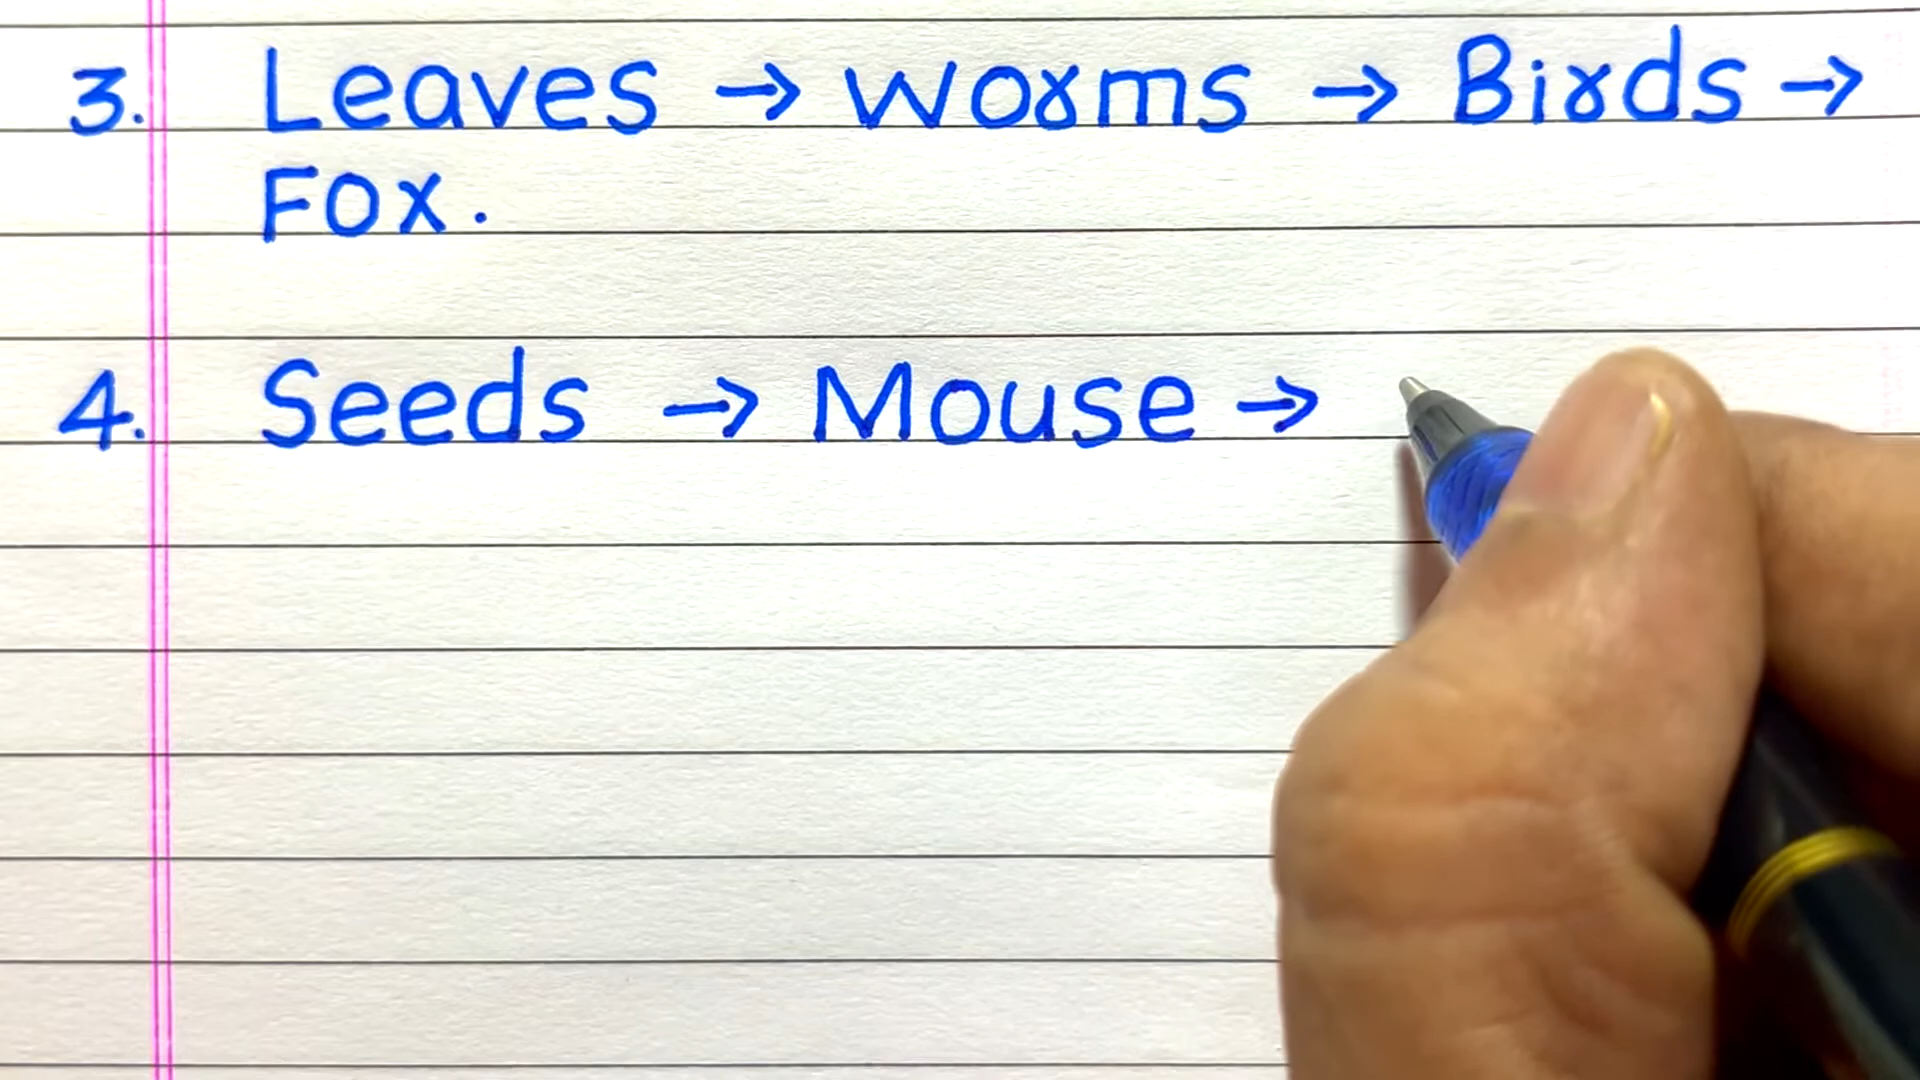 3. Leaves → Worms → Birds →
Fox.
4. Seeds → Mouse →